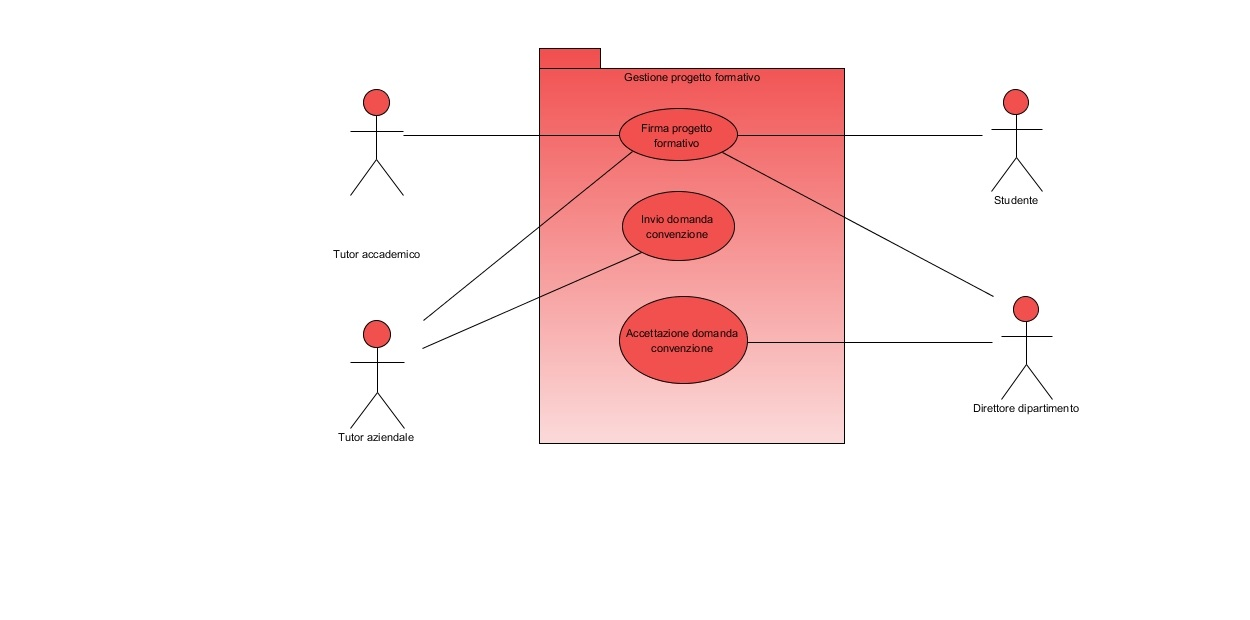 Gestione progetto formativo
Firma progetto
formativo
Studente
Invio domanda
convenzione
Tutor accademico
Accettazione domanda
convenzione
Direttore dipartimento
Tutor aziendale